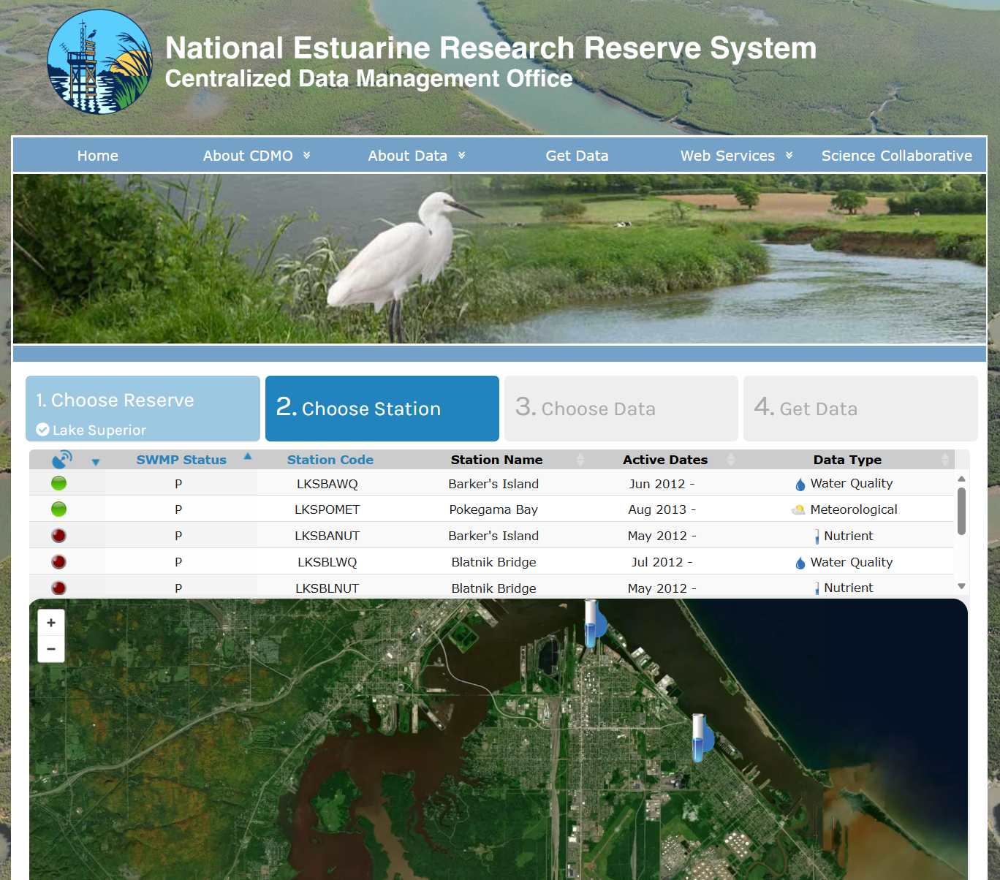 National Estuarine Research Reserve System
Centralized Data Management Office
Home About CDMO About Data Get Data Web Services Science Collaborative
1. Choose Reserve
Lake Superior
2. Choose Station
3. Choose Data
4. Get Data
SWMP Status Station Code Station Name Active Dates Data Type
P LKSBAWQ Barker's Island Jun 2012 - Water Quality
P LKSPOMET Pokegama Bay Aug 2013 - Meteorological
P LKSBANUT Barker's Island May 2012 - Nutrient
P LKSBLWQ Blatnik Bridge Jul 2012 - Water Quality
P LKSBLNUT Blatnik Bridge May 2012 - Nutrient
+
−